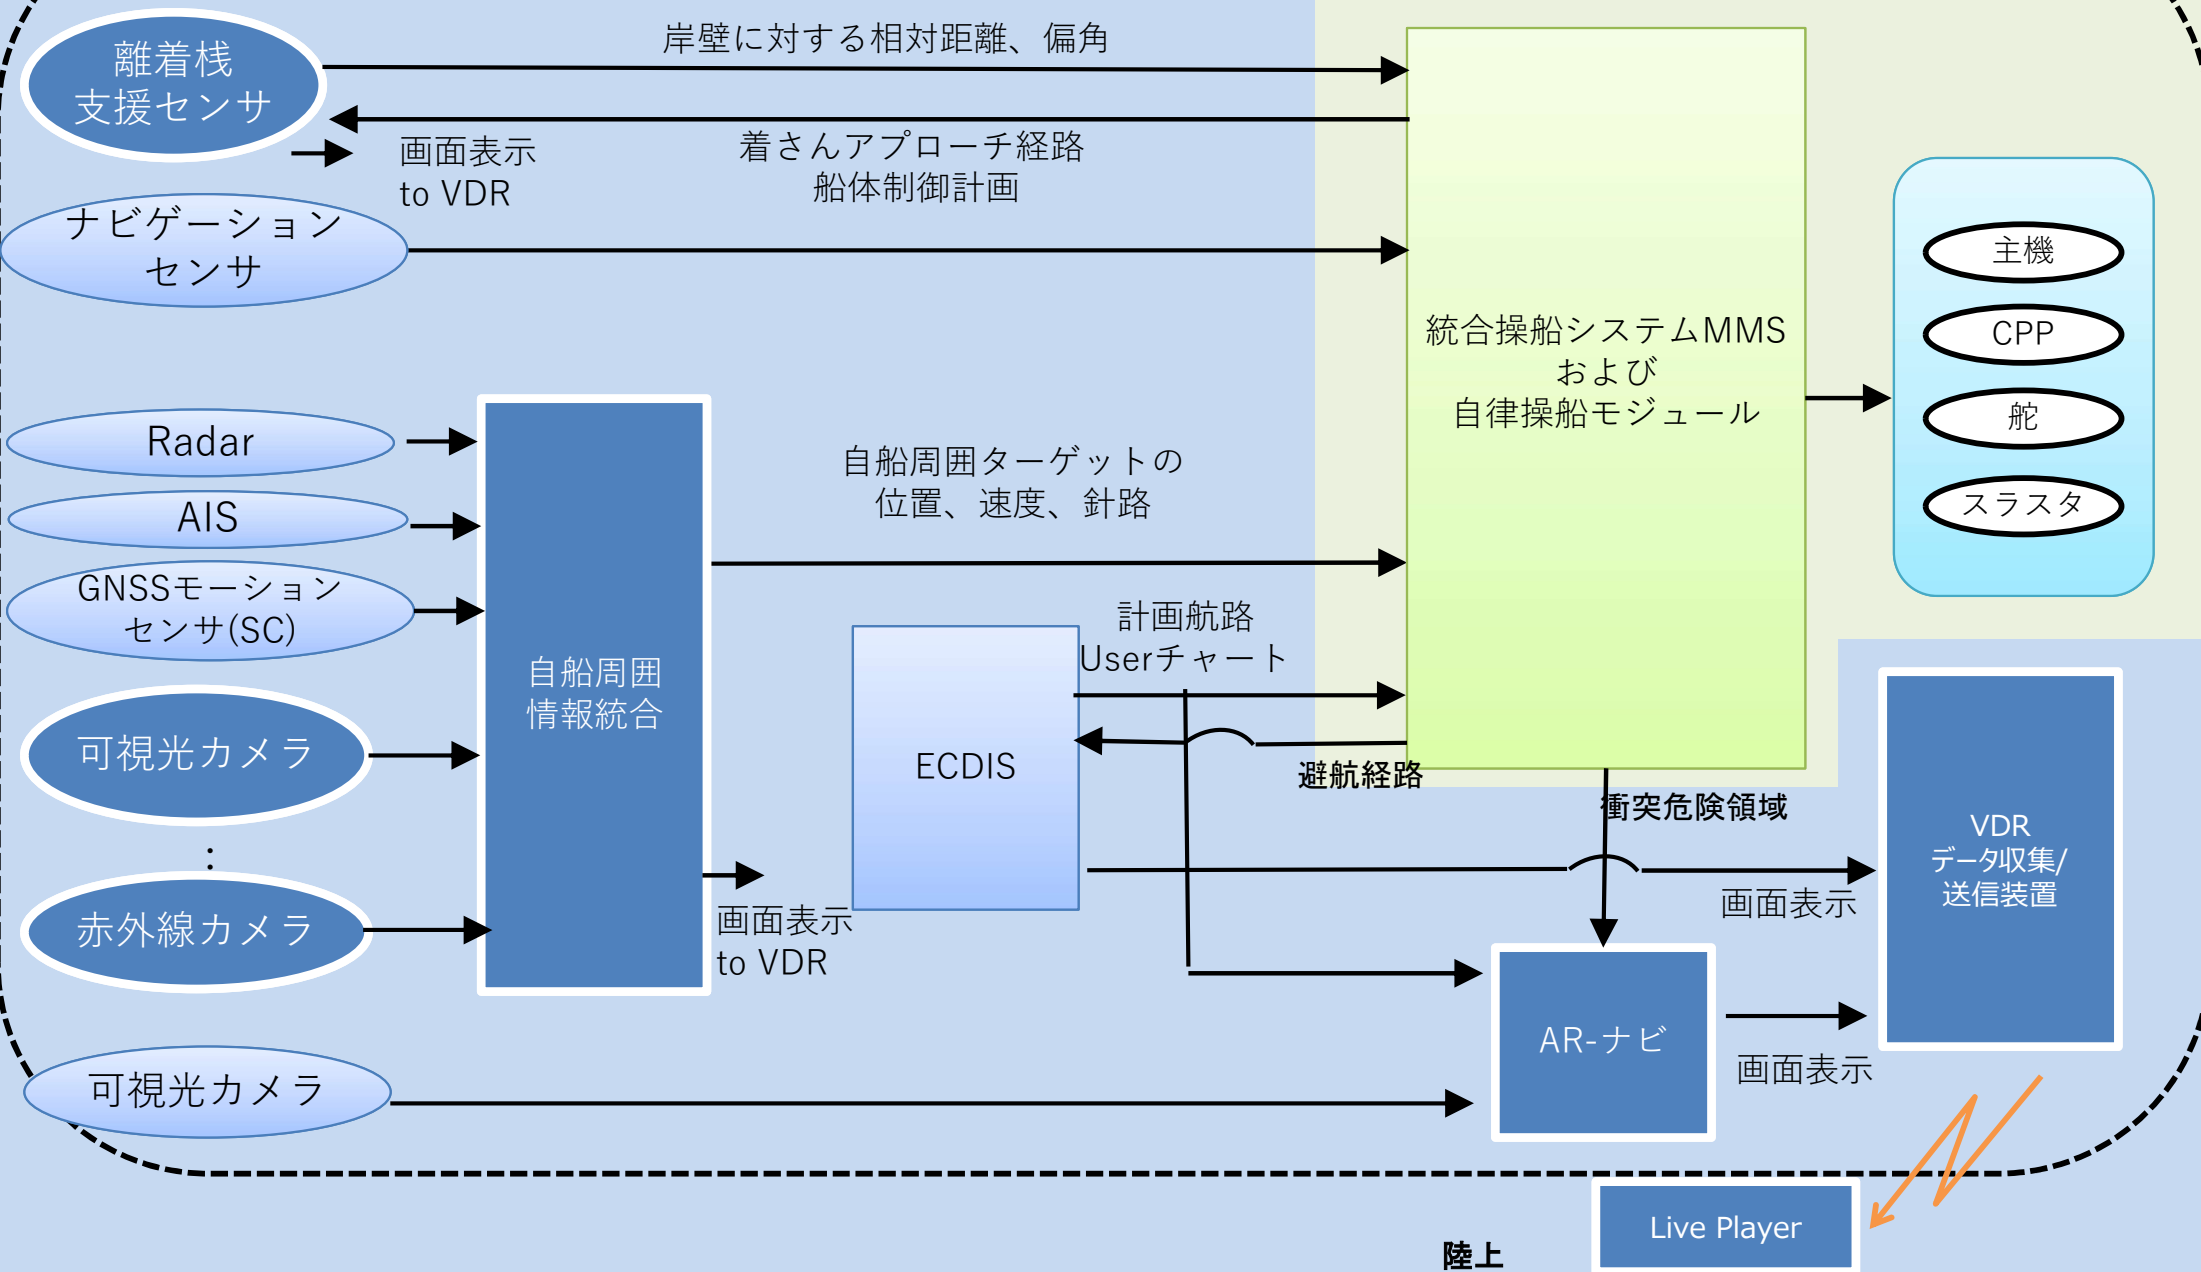 離着桟
支援センサ
岸壁に対する相対距離、偏角
画面表示
to VDR
着さんアプローチ経路
船体制御計画
ナビゲーション
センサ
統合操船システムMMS
および
自律操船モジュール
主機
CPP
舵
スラスタ
Radar
AIS
GNSSモーション
センサ(SC)
可視光カメラ
:
赤外線カメラ
自船周囲
情報統合
自船周囲ターゲットの
位置、速度、針路
計画航路
Userチャート
ECDIS
避航経路
衝突危険領域
画面表示
to VDR
画面表示
VDR
データ収集/
送信装置
AR-ナビ
画面表示
可視光カメラ
Live Player
陸上